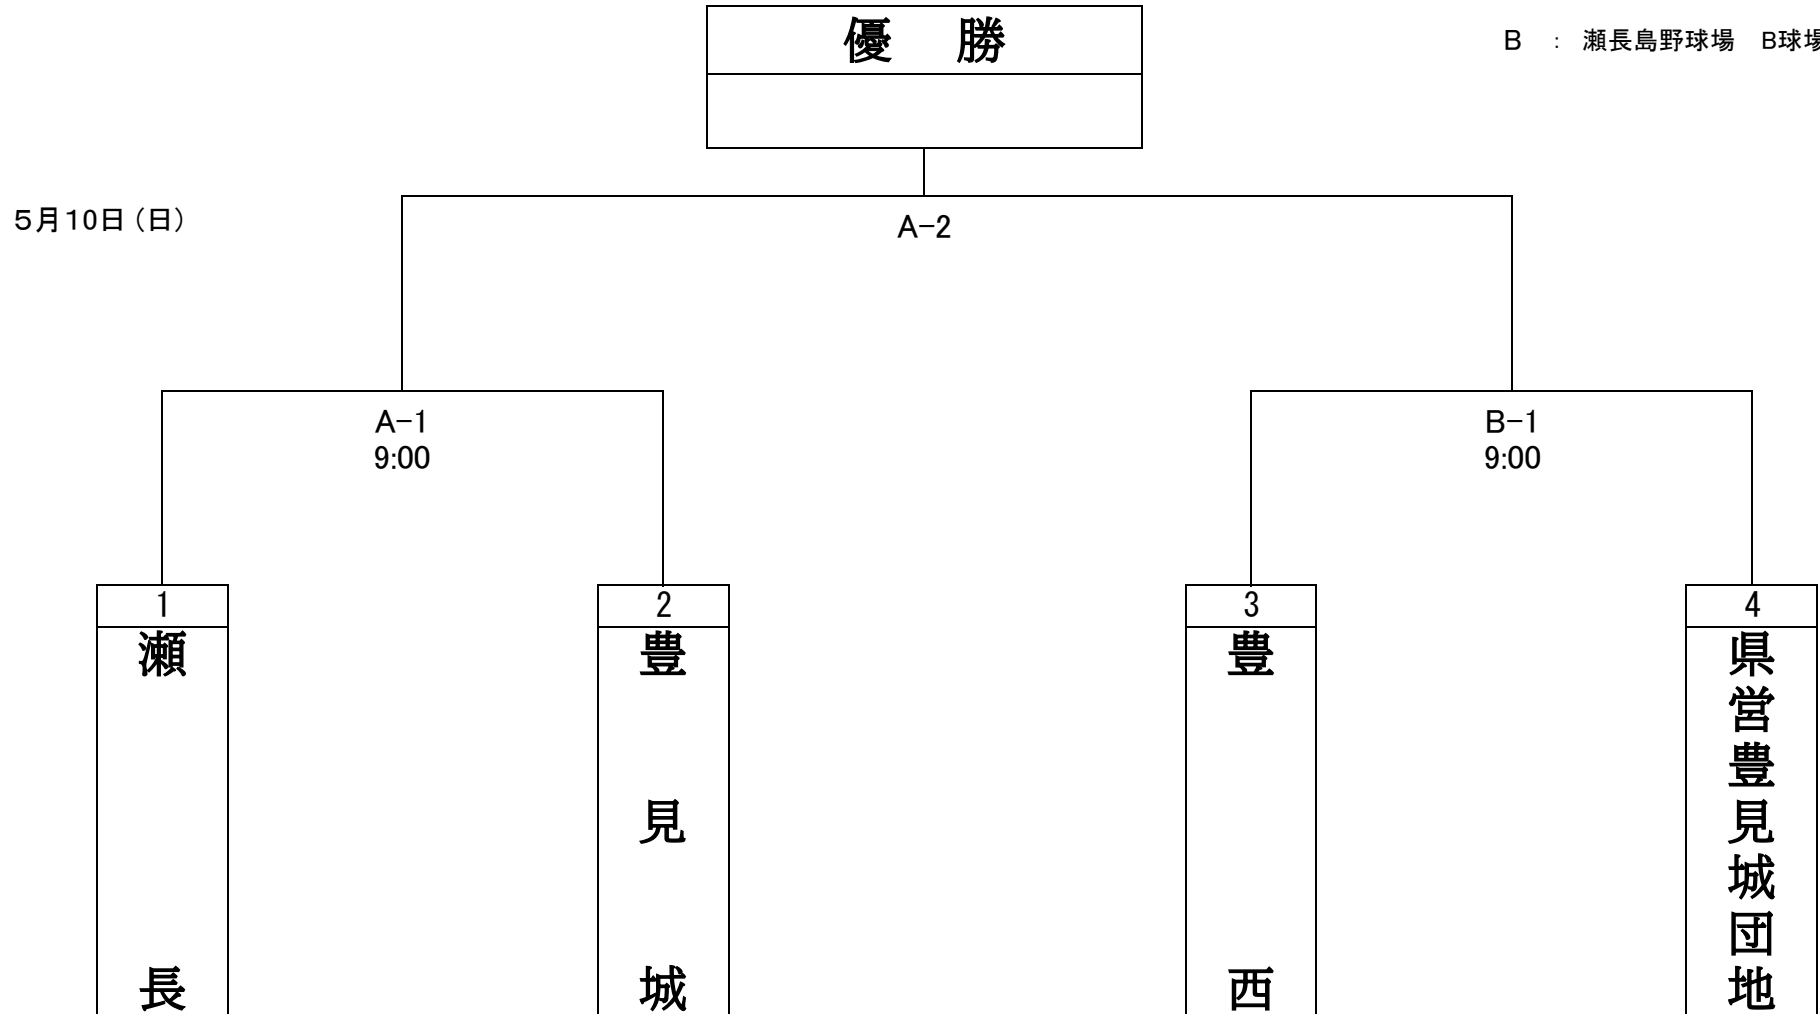 優　勝
B　：　瀬長島野球場　B球場
５月１０日（日）
A−2
A−1
9:00
B−1
9:00
1
瀬長
2
豊見城
3
豊西
4
県営豊見城団地